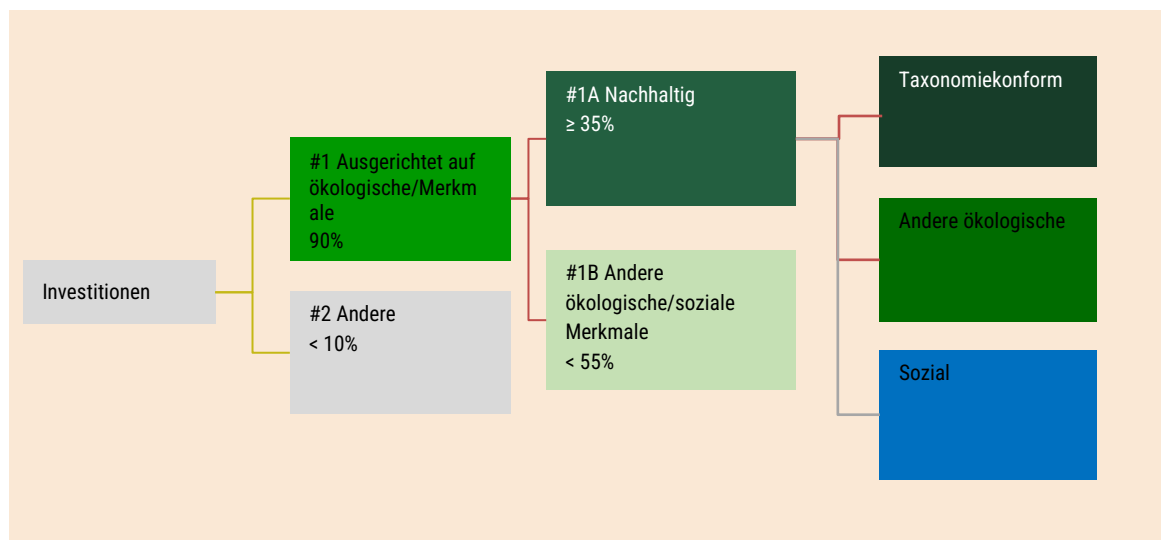 Investitionen
#1 Ausgerichtet auf
ökologische/Merkm
ale
90%
#2 Andere
< 10%
#1A Nachhaltig
≥ 35%
#1B Andere
ökologische/soziale
Merkmale
< 55%
Taxonomiekonform
Andere ökologische
Sozial